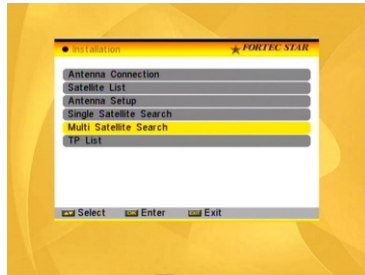 Installation
FORTEC STAR
Antenna Connection
Satellite List
Antenna Setup
Single Satellite Search
Multi Satellite Search
TP List
Select Enter Exit